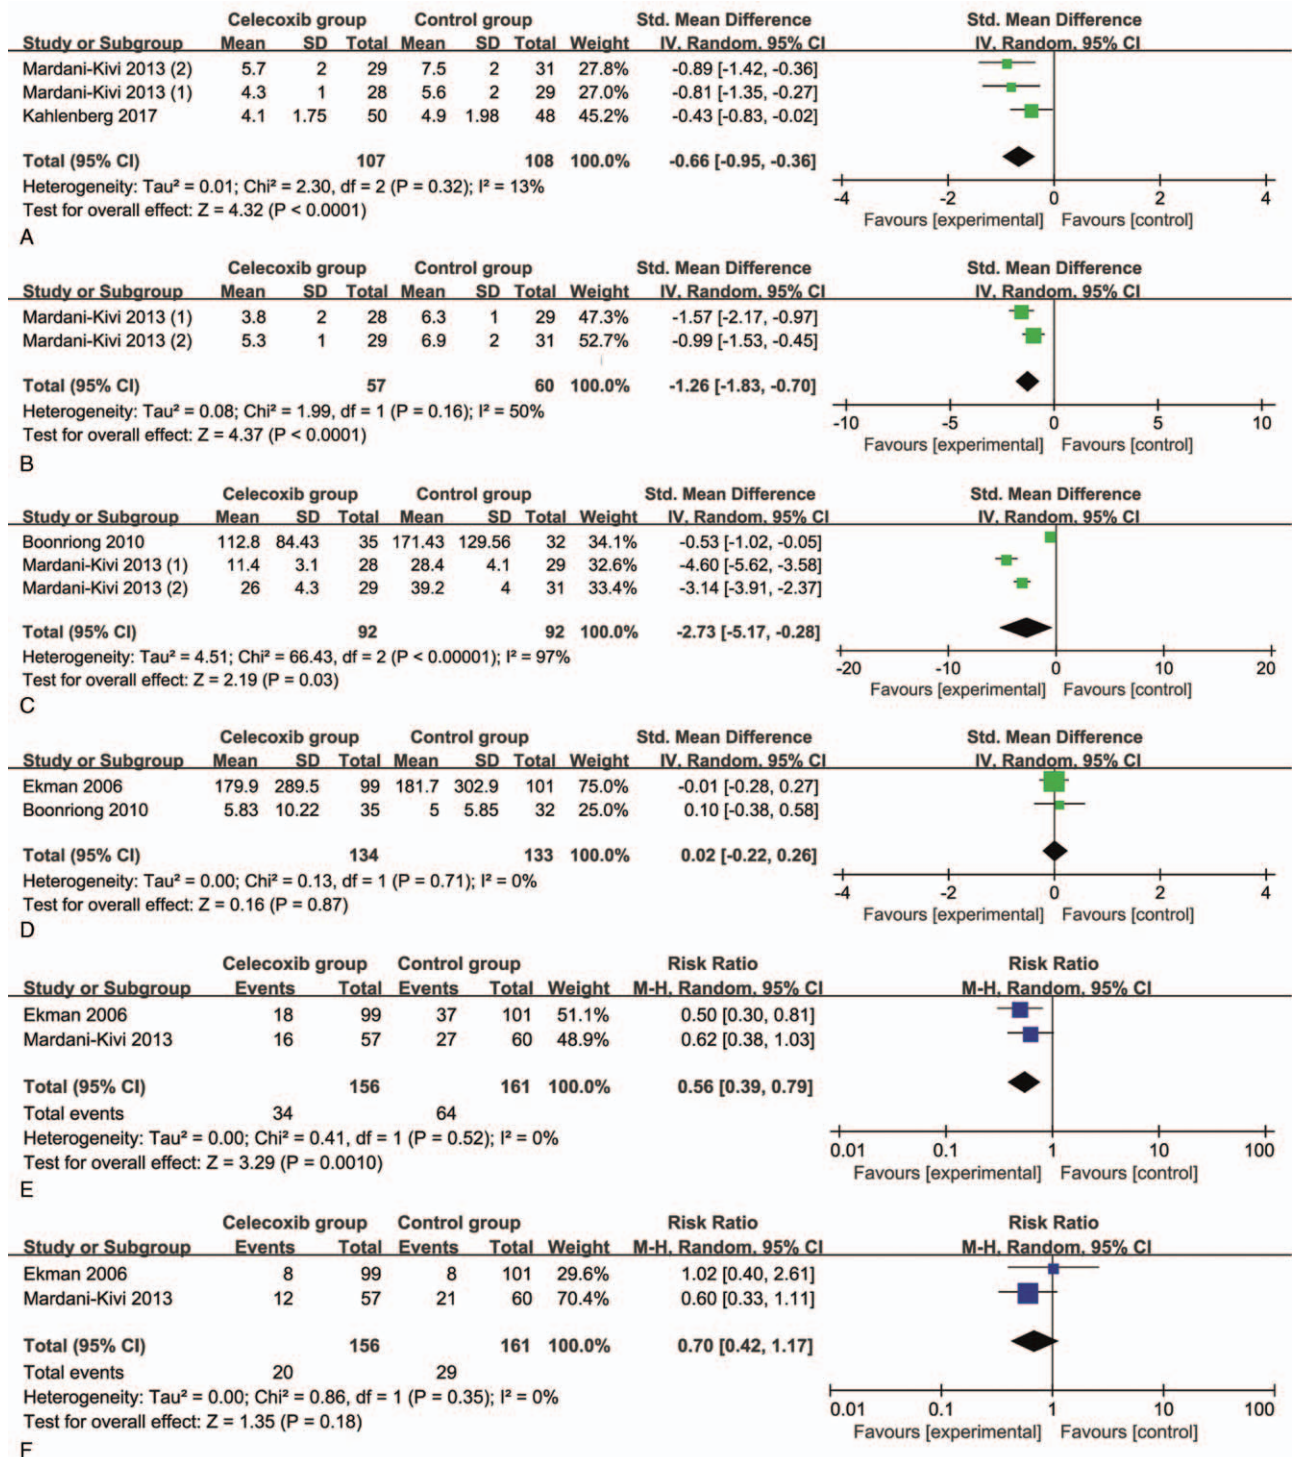 Celecoxib group Control group Std. Mean Difference Std. Mean Difference
Study or Subgroup Mean SD Total Mean SD Total Weight IV, Random, 95% CI IV, Random, 95% CI
Mardani-Kivi 2013 (2) 5.7 2 29 7.5 2 31 27.8% -0.89 [-1.42, -0.36]
Mardani-Kivi 2013 (1) 4.3 1 28 5.6 2 29 27.0% -0.81 [-1.35, -0.27]
Kahlenberg 2017 4.1 1.75 50 4.9 1.98 48 45.2% -0.43 [-0.83, -0.02]
Total (95% CI) 107 108 100.0% -0.66 [-0.95, -0.36]
Heterogeneity: Tau² = 0.01; Chi² = 2.30, df = 2 (P = 0.32); I² = 13%
Test for overall effect: Z = 4.32 (P < 0.0001)
-4 -2 0 2 4
Favours [experimental] Favours [control]
A
Celecoxib group Control group Std. Mean Difference Std. Mean Difference
Study or Subgroup Mean SD Total Mean SD Total Weight IV, Random, 95% CI IV, Random, 95% CI
Mardani-Kivi 2013 (1) 3.8 2 28 6.3 1 29 47.3% -1.57 [-2.17, -0.97]
Mardani-Kivi 2013 (2) 5.3 1 29 6.9 2 31 52.7% -0.99 [-1.53, -0.45]
Total (95% CI) 57 60 100.0% -1.26 [-1.83, -0.70]
Heterogeneity: Tau² = 0.08; Chi² = 1.99, df = 1 (P = 0.16); I² = 50%
Test for overall effect: Z = 4.37 (P < 0.0001)
-10 -5 0 5 10
Favours [experimental] Favours [control]
B
Celecoxib group Control group Std. Mean Difference Std. Mean Difference
Study or Subgroup Mean SD Total Mean SD Total Weight IV, Random, 95% CI IV, Random, 95% CI
Boonriong 2010 112.8 84.43 35 171.43 129.56 32 34.1% -0.53 [-1.02, -0.05]
Mardani-Kivi 2013 (1) 11.4 3.1 28 28.4 4.1 29 32.6% -4.60 [-5.62, -3.58]
Mardani-Kivi 2013 (2) 26 4.3 29 39.2 4 31 33.4% -3.14 [-3.91, -2.37]
Total (95% CI) 92 92 100.0% -2.73 [-5.17, -0.28]
Heterogeneity: Tau² = 4.51; Chi² = 66.43, df = 2 (P < 0.00001); I² = 97%
Test for overall effect: Z = 2.19 (P = 0.03)
-20 -10 0 10 20
Favours [experimental] Favours [control]
C
Celecoxib group Control group Std. Mean Difference Std. Mean Difference
Study or Subgroup Mean SD Total Mean SD Total Weight IV, Random, 95% CI IV, Random, 95% CI
Ekman 2006 179.9 289.5 99 181.7 302.9 101 75.0% -0.01 [-0.28, 0.27]
Boonriong 2010 5.83 10.22 35 5 5.85 32 25.0% 0.10 [-0.38, 0.58]
Total (95% CI) 134 133 100.0% 0.02 [-0.22, 0.26]
Heterogeneity: Tau² = 0.00; Chi² = 0.13, df = 1 (P = 0.71); I² = 0%
Test for overall effect: Z = 0.16 (P = 0.87)
-4 -2 0 2 4
Favours [experimental] Favours [control]
D
Celecoxib group Control group Risk Ratio Risk Ratio
Study or Subgroup Events Total Events Total Weight M-H, Random, 95% CI M-H, Random, 95% CI
Ekman 2006 18 99 37 101 51.1% 0.50 [0.30, 0.81]
Mardani-Kivi 2013 16 57 27 60 48.9% 0.62 [0.38, 1.03]
Total (95% CI) 156 161 100.0% 0.56 [0.39, 0.79]
Total events 34 64
Heterogeneity: Tau² = 0.00; Chi² = 0.41, df = 1 (P = 0.52); I² = 0%
Test for overall effect: Z = 3.29 (P = 0.0010)
0.01 0.1 1 10 100
Favours [experimental] Favours [control]
E
Celecoxib group Control group Risk Ratio Risk Ratio
Study or Subgroup Events Total Events Total Weight M-H, Random, 95% CI M-H, Random, 95% CI
Ekman 2006 8 99 8 101 29.6% 1.02 [0.40, 2.61]
Mardani-Kivi 2013 12 57 21 60 70.4% 0.60 [0.33, 1.11]
Total (95% CI) 156 161 100.0% 0.70 [0.42, 1.17]
Total events 20 29
Heterogeneity: Tau² = 0.00; Chi² = 0.86, df = 1 (P = 0.35); I² = 0%
Test for overall effect: Z = 1.35 (P = 0.18)
0.01 0.1 1 10 100
Favours [experimental] Favours [control]
F